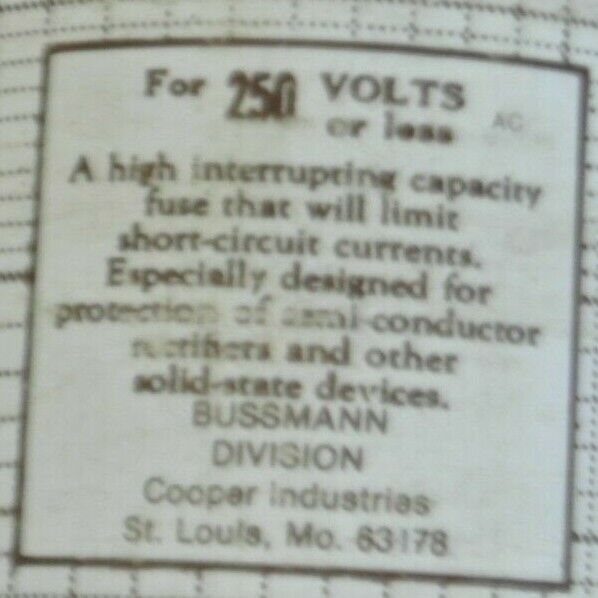 For 250 VOLTS
or less AC
A high interrupting capacity
fuse that will limit
short-circuit currents.
Especially designed for
protection of semi-conductor
rectifiers and other
solid-state devices.
BUSSMANN
DIVISION
Cooper Industries
St. Louis, Mo. 63178